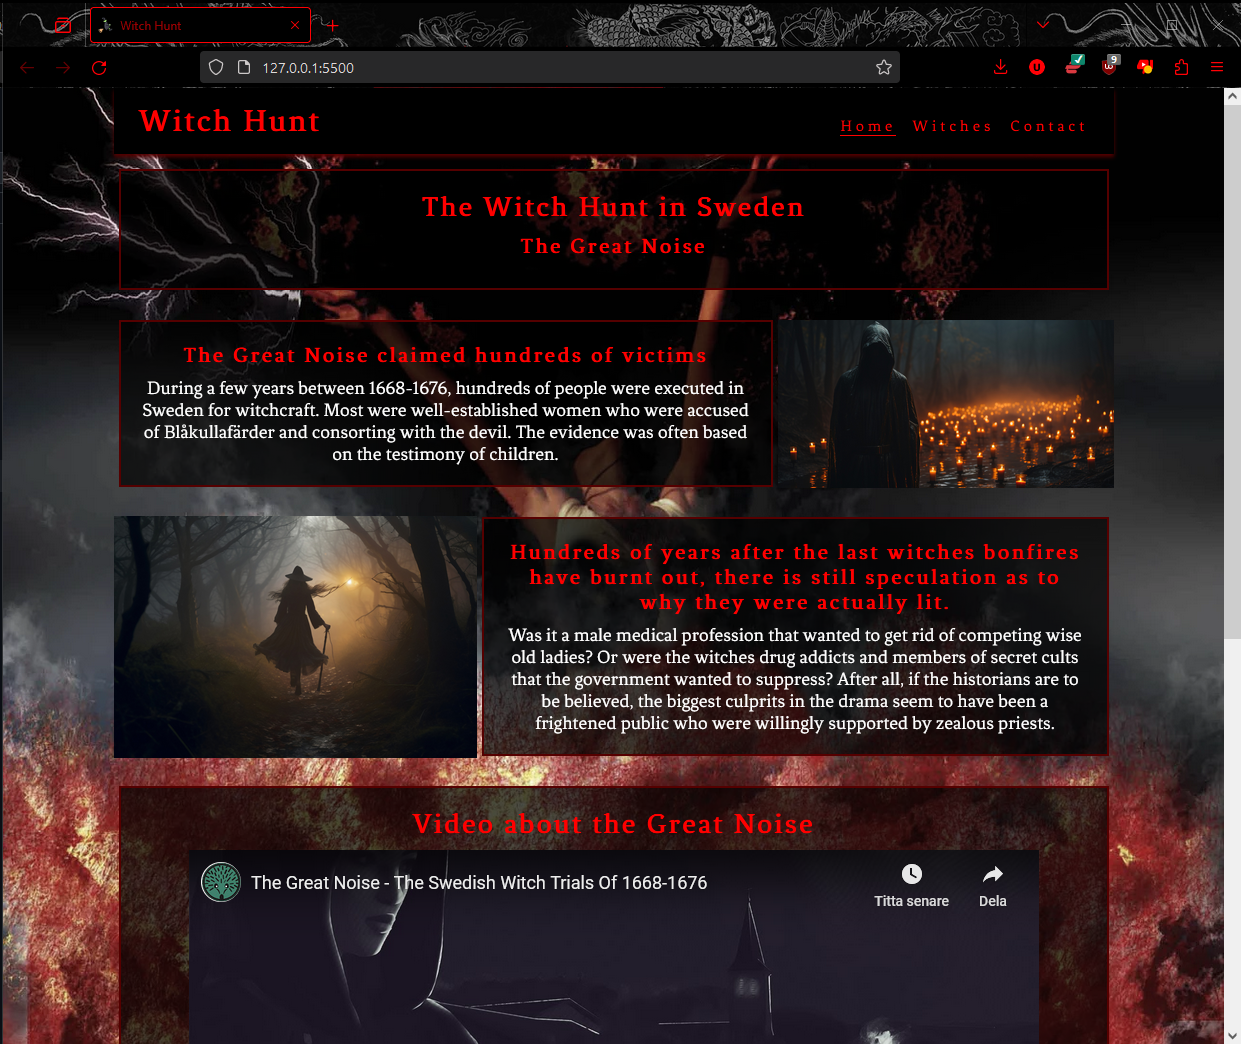 Witch Hunt
127.0.0.1:5500
9
Witch Hunt
Home Witches Contact
The Witch Hunt in Sweden
The Great Noise
The Great Noise claimed hundreds of victims
During a few years between 1668-1676, hundreds of people were executed in
Sweden for witchcraft. Most were well-established women who were accused
of Blåkullafärder and consorting with the devil. The evidence was often based
on the testimony of children.
Hundreds of years after the last witches bonfires
have burnt out, there is still speculation as to
why they were actually lit.
Was it a male medical profession that wanted to get rid of competing wise
old ladies? Or were the witches drug addicts and members of secret cults
that the government wanted to suppress? After all, if the historians are to
be believed, the biggest culprits in the drama seem to have been a
frightened public who were willingly supported by zealous priests.
Video about the Great Noise
The Great Noise - The Swedish Witch Trials Of 1668-1676
Titta senare Dela